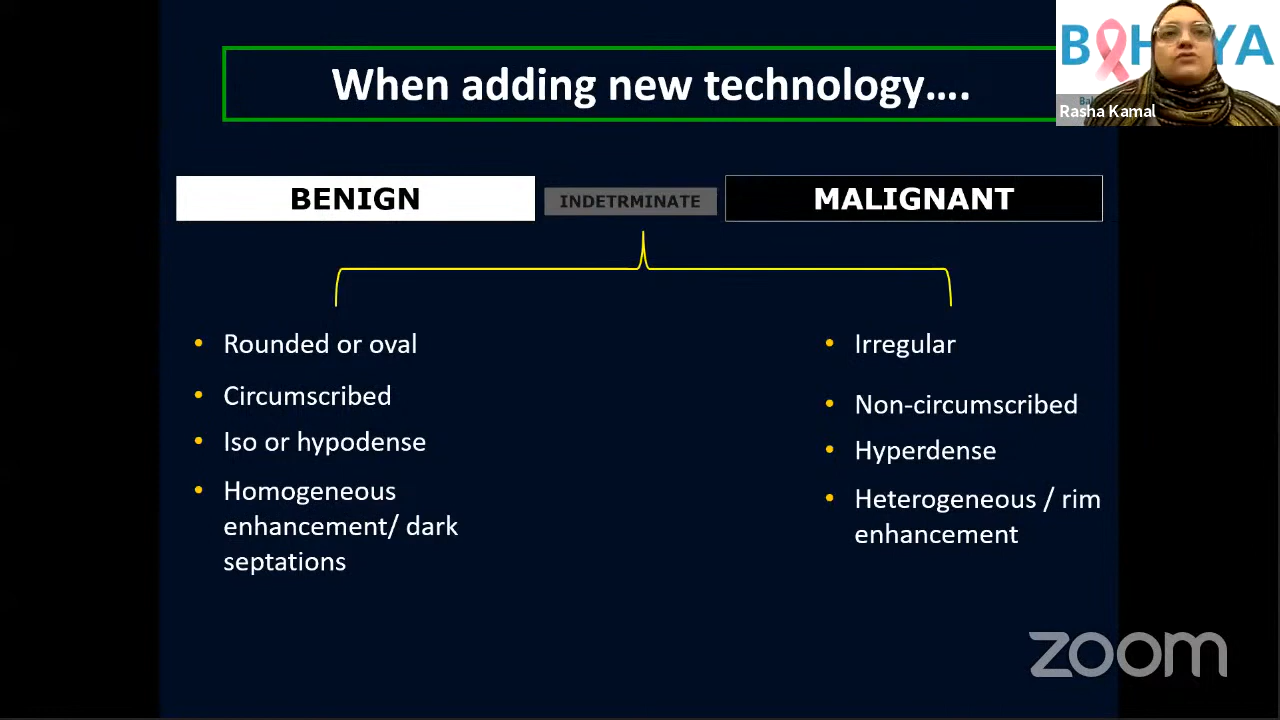 When adding new technology....
B HEYA
Rasha Kamal
BENIGN
INDETRMINATE
MALIGNANT
• Rounded or oval
• Circumscribed
• Iso or hypodense
• Homogeneous
enhancement/ dark
septations
• Irregular
• Non-circumscribed
• Hyperdense
• Heterogeneous / rim
enhancement
zoom